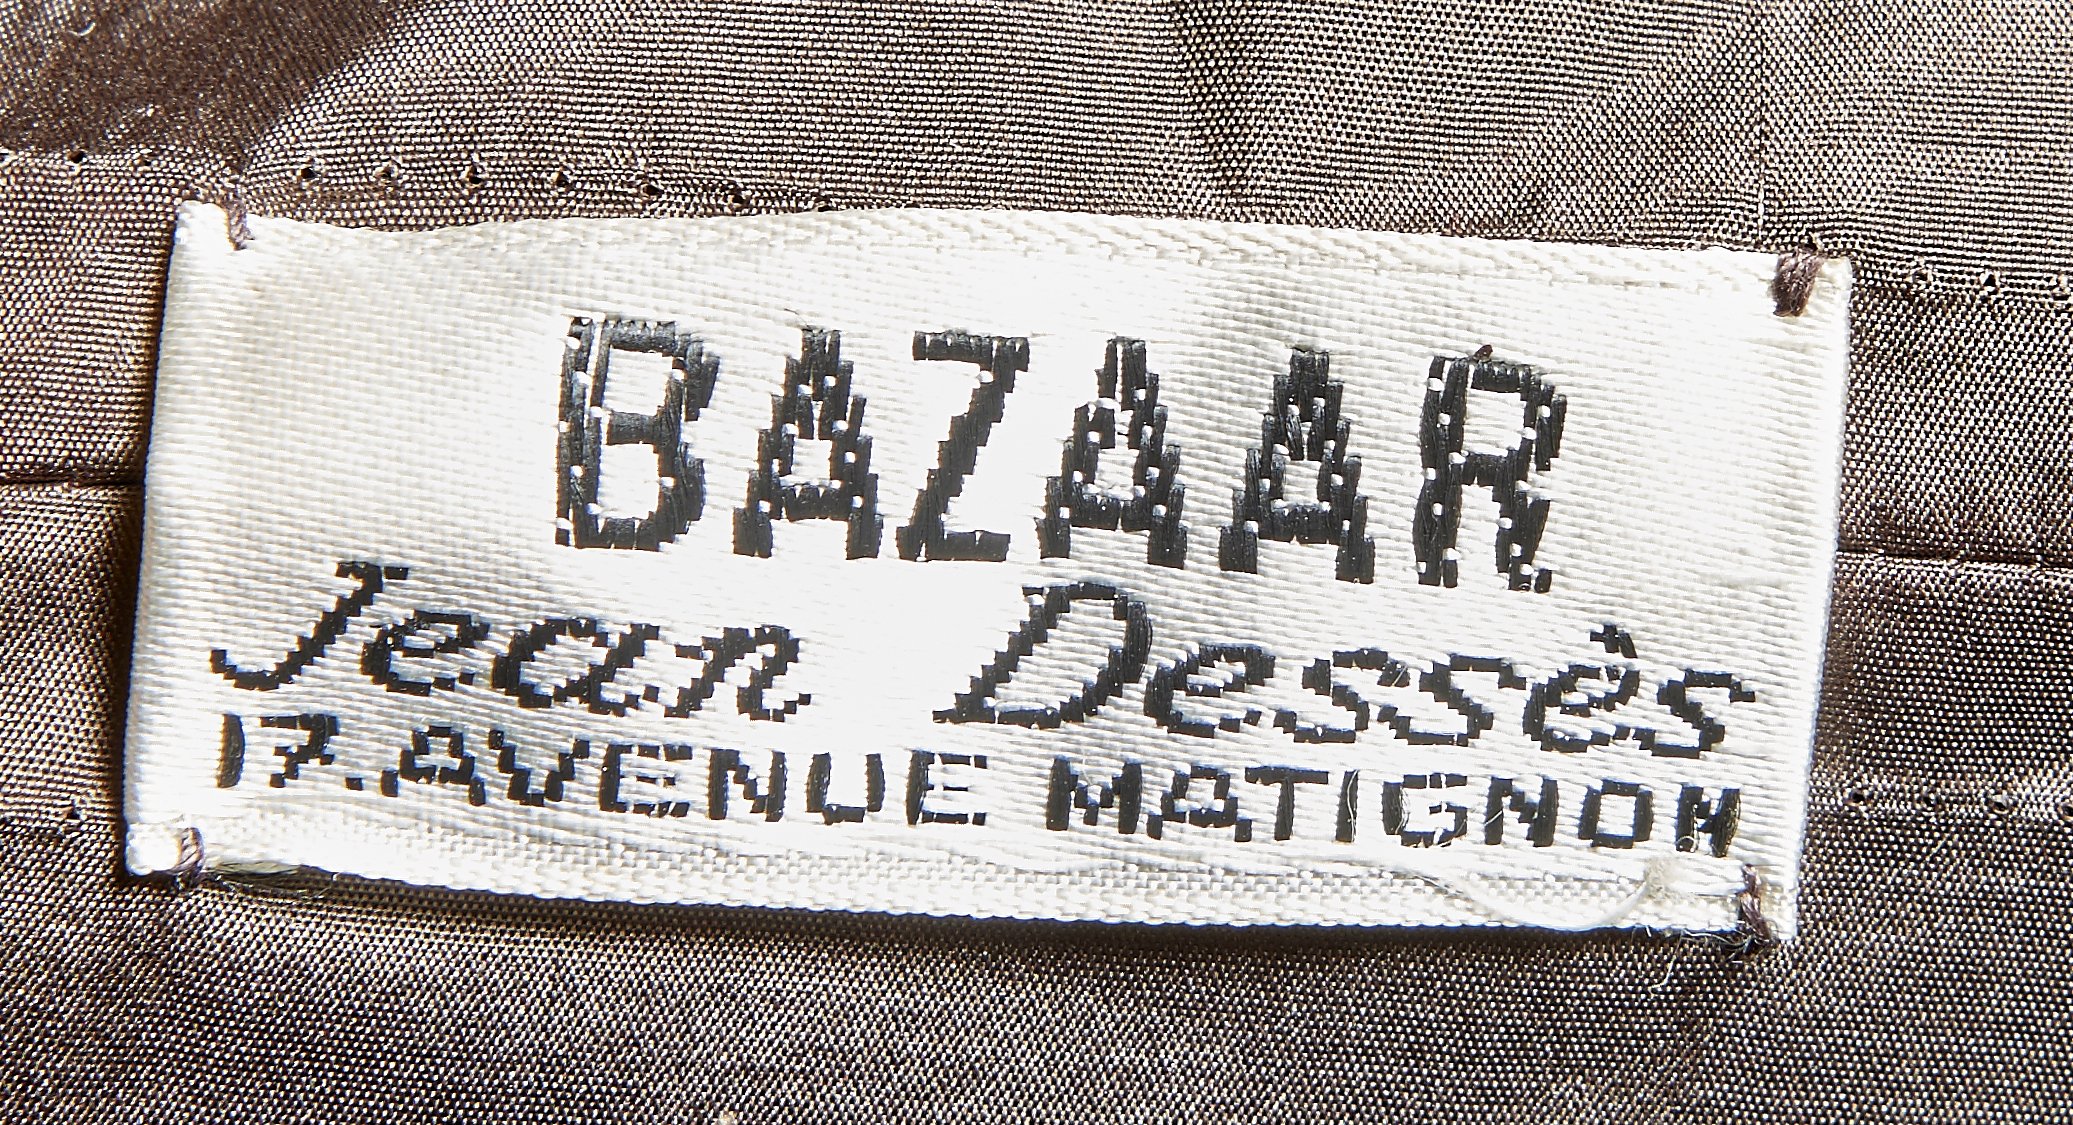 BAZAAR
Jean Dessès
17. AVENUE MATIGNON